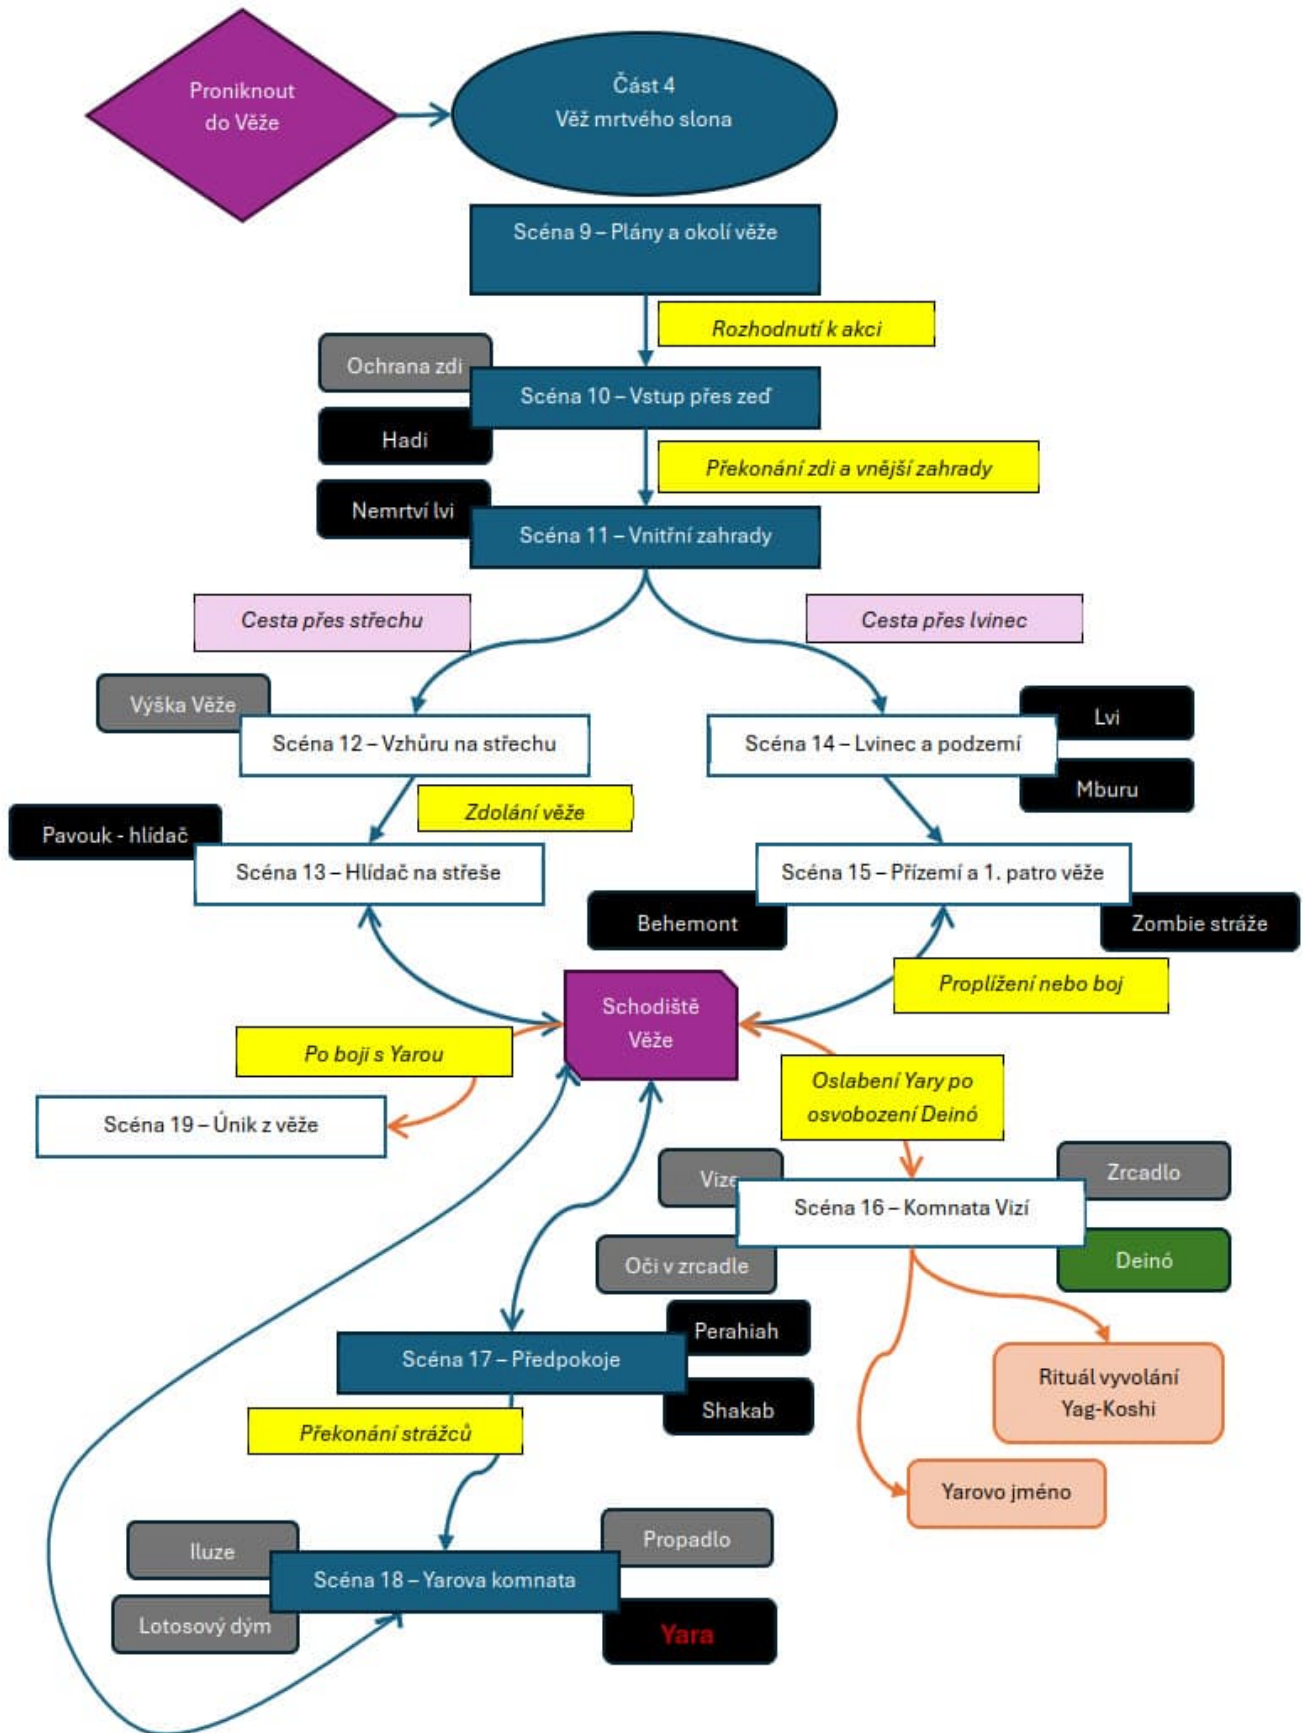 Proniknout
do Věže
Část 4
Věž mrtvého slona
Scéna 9 – Plány a okolí věže
Rozhodnutí k akci
Ochrana zdi
Scéna 10 – Vstup přes zeď
Hadi
Překonání zdi a vnější zahrady
Nemrtví lvi
Scéna 11 – Vnitřní zahrady
Cesta přes střechu
Cesta přes lvinec
Výška Věže
Lvi
Scéna 12 – Vzhůru na střechu
Scéna 14 – Lvinec a podzemí
Mburu
Zdolání věže
Pavouk - hlídač
Scéna 13 – Hlídač na střeše
Scéna 15 – Přízemí a 1. patro věže
Behemont
Zombie stráže
Proplížení nebo boj
Schodiště
Věže
Po boji s Yarou
Oslabení Yary po
osvobození Deinó
Scéna 19 – Únik z věže
Vize
Zrcadlo
Scéna 16 – Komnata Vizí
Oči v zrcadle
Deinó
Perahiah
Scéna 17 – Předpokoje
Shakab
Rituál vyvolání
Yag-Koshi
Překonání strážců
Yarovo jméno
Iluze
Propadlo
Scéna 18 – Yarova komnata
Lotosový dým
Yara